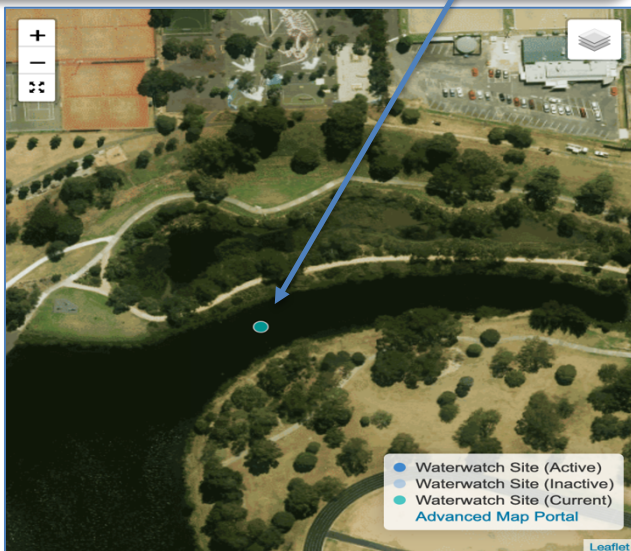 +
−
Waterwatch Site (Active)
Waterwatch Site (Inactive)
Waterwatch Site (Current)
Advanced Map Portal
Leaflet